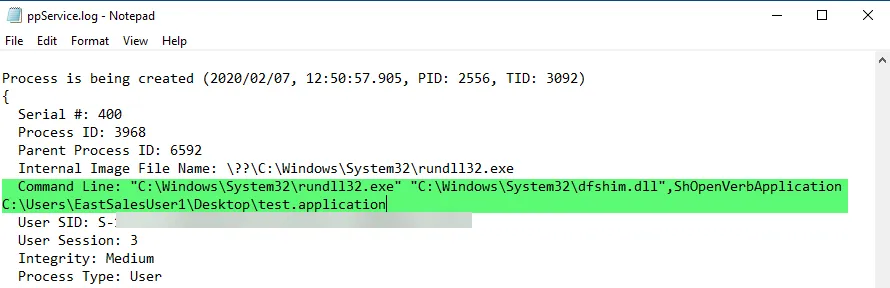 ppService.log - Notepad
File Edit Format View Help
Process is being created (2020/02/07, 12:50:57.905, PID: 2556, TID: 3092)
{
Serial #: 400
Process ID: 3968
Parent Process ID: 6592
Internal Image File Name: \??\C:\Windows\System32\rundll32.exe
Command Line: "C:\Windows\System32\rundll32.exe" "C:\Windows\System32\dfshim.dll",ShOpenVerbApplication
C:\Users\EastSalesUser1\Desktop\test.application
User SID: S-
User Session: 3
Integrity: Medium
Process Type: User